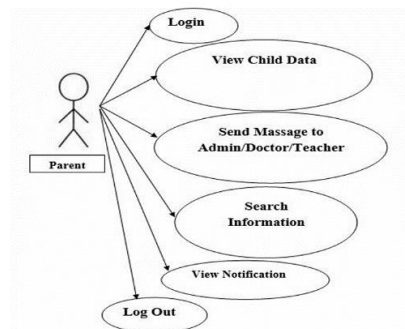 Login
View Child Data
Send Massage to
Admin/Doctor/Teacher
Parent
Search
Information
View Notification
Log Out